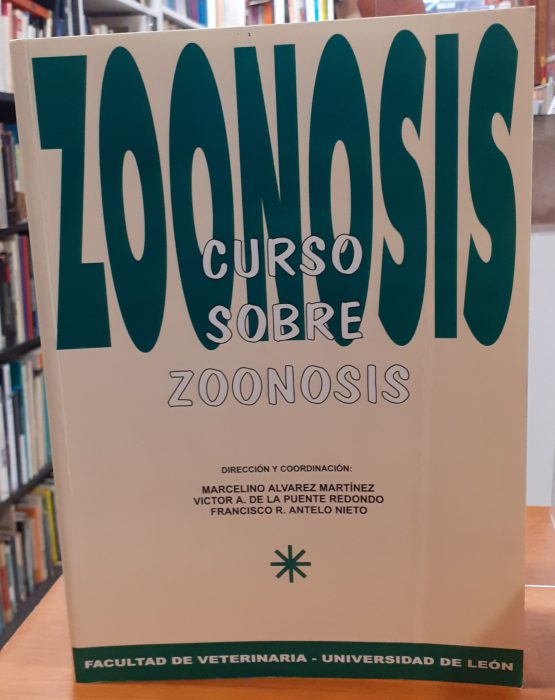 ZOONOSIS
CURSO
SOBRE
ZOONOSIS
DIRECCIÓN Y COORDINACIÓN:
MARCELINO ALVAREZ MARTÍNEZ
VICTOR A. DE LA PUENTE REDONDO
FRANCISCO R. ANTELO NIETO
FACULTAD DE VETERINARIA - UNIVERSIDAD DE LEÓN